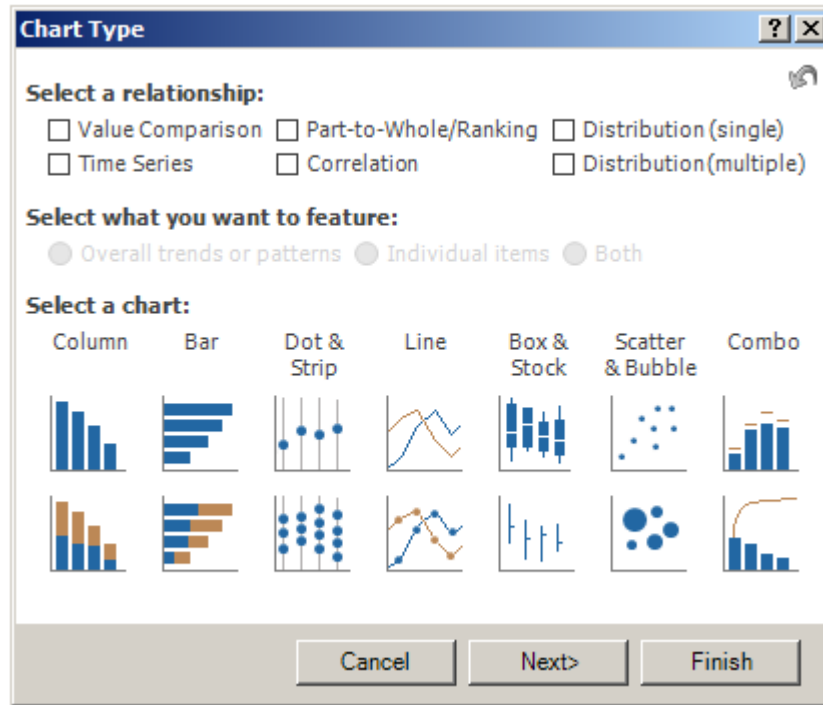 Chart Type
Select a relationship:
Value Comparison Part-to-Whole/Ranking Distribution (single)
Time Series Correlation Distribution (multiple)
Select what you want to feature:
Overall trends or patterns Individual items Both
Select a chart:
Column Bar Dot & Strip Line Box & Stock Scatter & Bubble Combo
Cancel Next> Finish